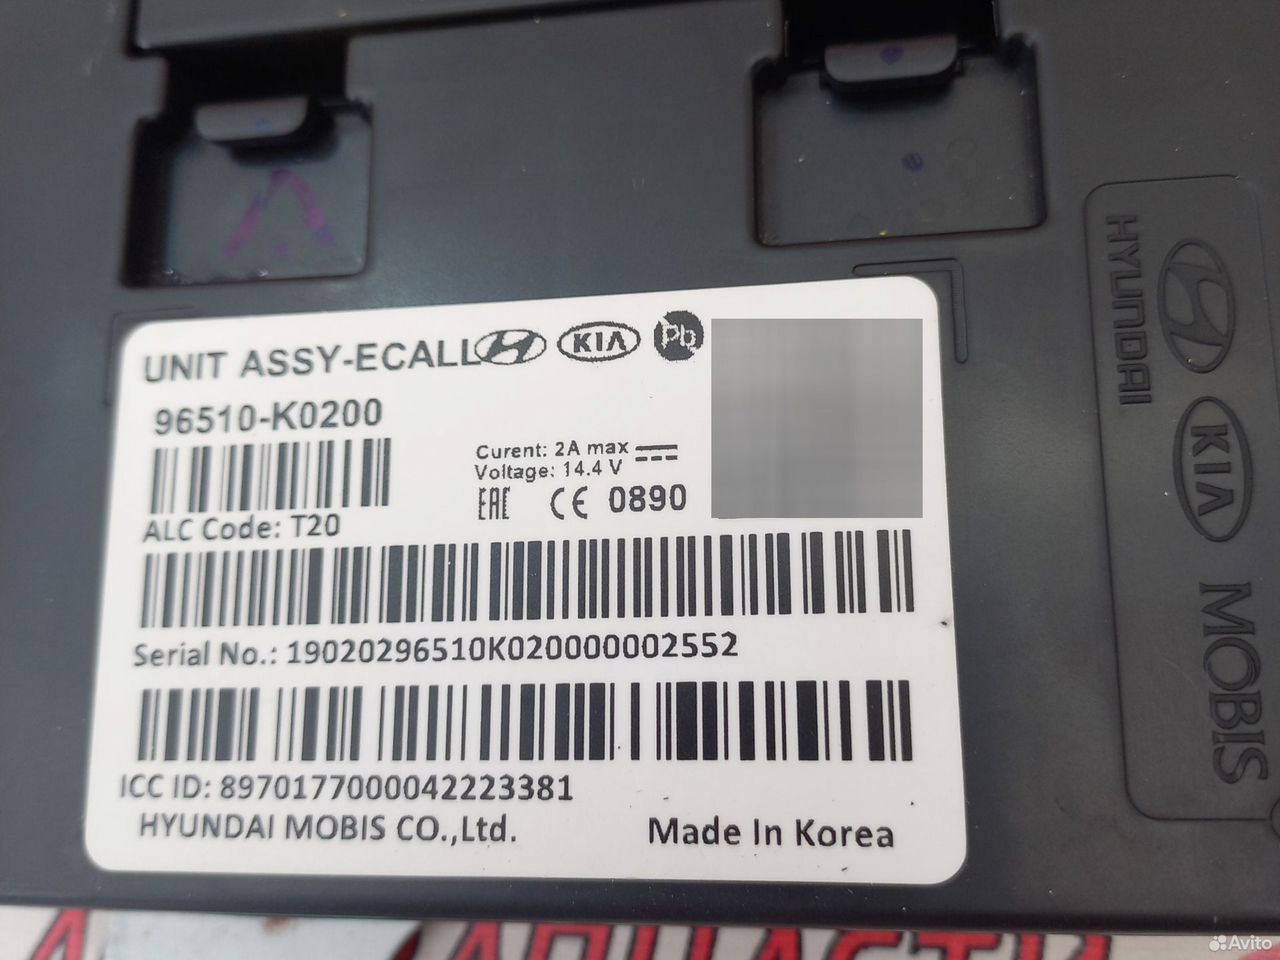 UNIT ASSY-ECALL KIA Pb
96510-K0200
Curent: 2A max
Voltage: 14.4 V
EAC CE 0890
ALC Code: T20
Serial No.: 19020296510K020000002552
ICC ID: 8970177000042223381
HYUNDAI MOBIS CO.,Ltd.
Made In Korea
HYUNDAI
KIA
MOBIS
Avito